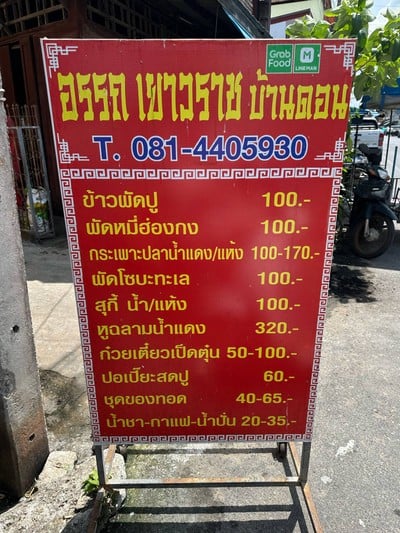 Grab
Food
LINE MAN
อรรถ เยาวราช บ้านดอน
T. 081-4405930
ข้าวผัดปู 100.-
ผัดหมี่ฮ่องกง 100.-
กระเพาะปลาน้ำแดง/แห้ง 100-170.-
ผัดโซบะทะเล 100.-
สุกี้ น้ำ/แห้ง 100.-
หูฉลามน้ำแดง 320.-
ก๋วยเตี๋ยวเป็ดตุ๋น 50-100.-
ปอเปี๊ยะสดปู 60.-
ชุดของทอด 40-65.-
น้ำชา-กาแฟ-น้ำปั่น 20-35.-